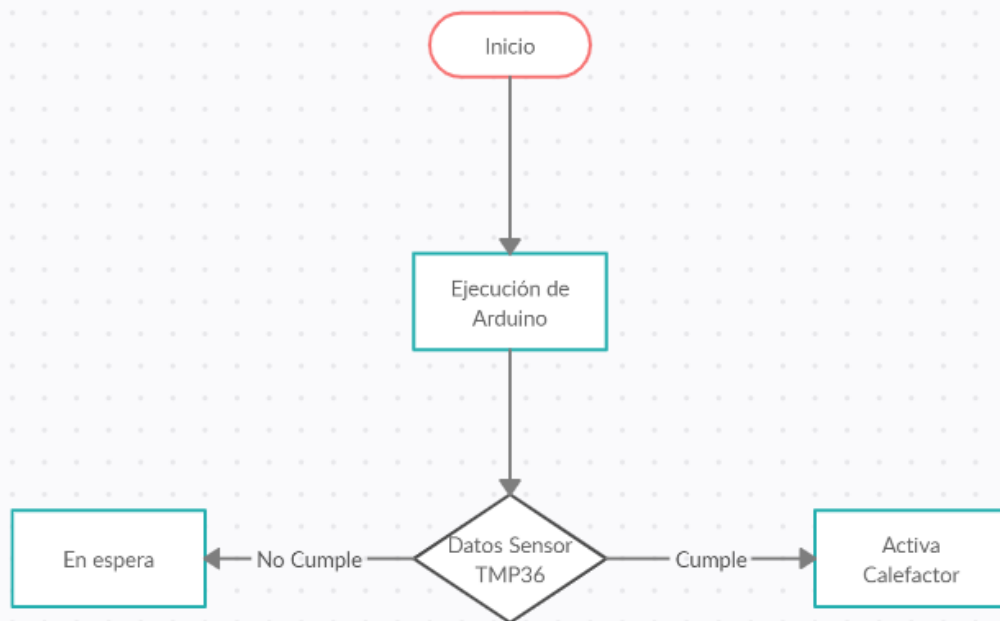 Inicio
Ejecución de
Arduino
En espera
No Cumple
Datos Sensor
TMP36
Cumple
Activa
Calefactor